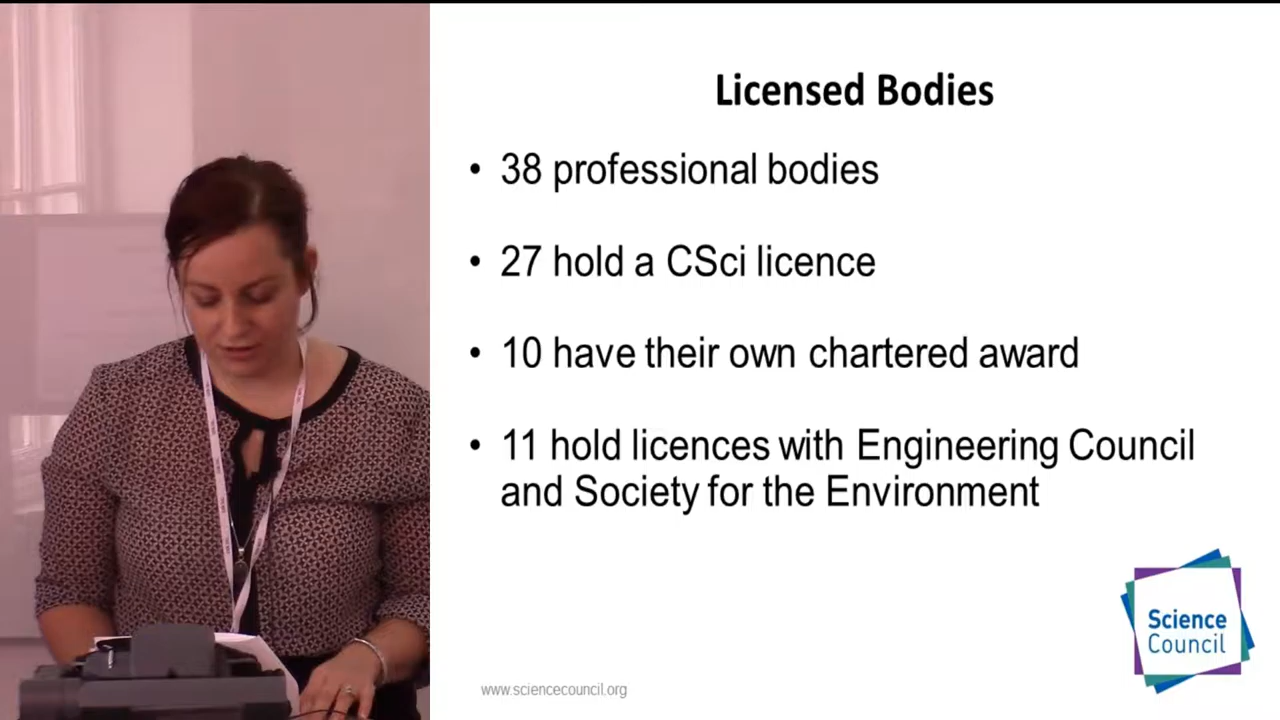 Licensed Bodies
• 38 professional bodies
• 27 hold a CSci licence
• 10 have their own chartered award
• 11 hold licences with Engineering Council
and Society for the Environment
Science
Council
www.sciencecouncil.org